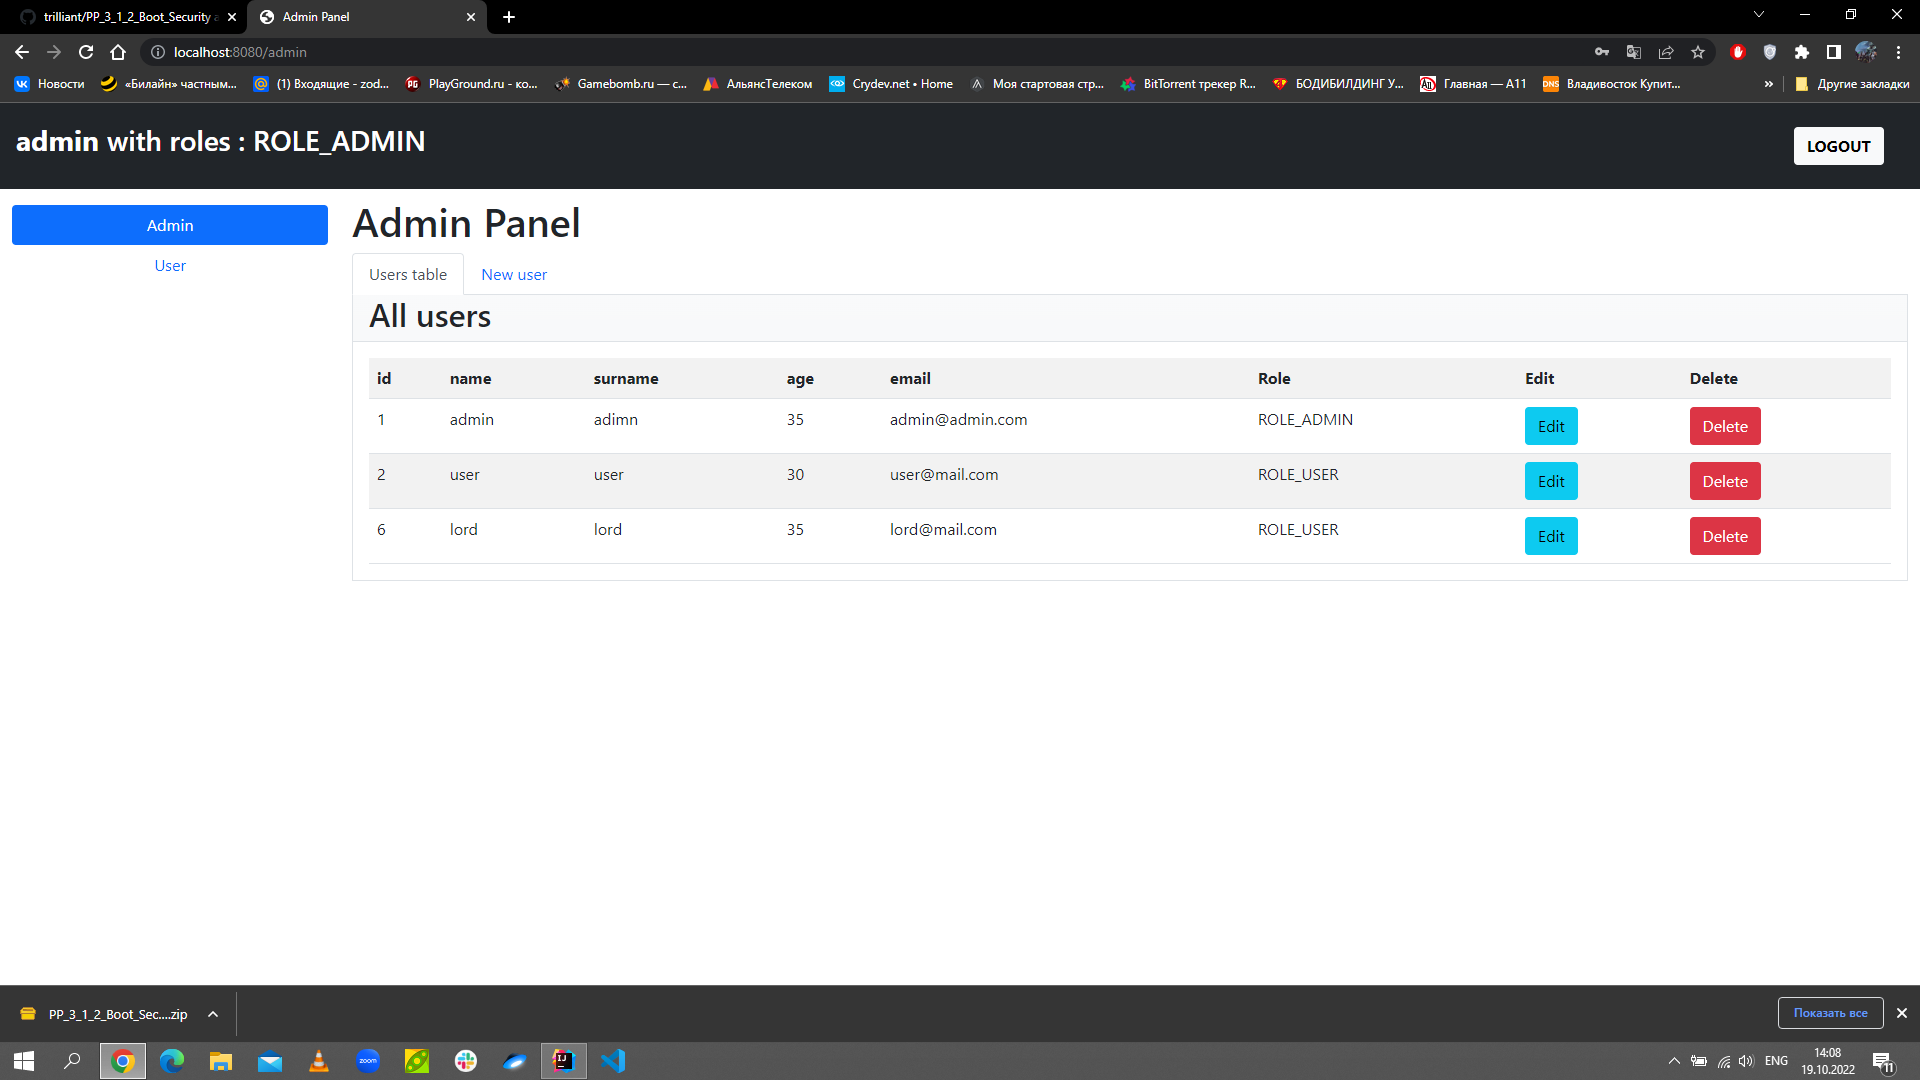 trilliant/PP_3_1_2_Boot_Security a
Admin Panel
localhost:8080/admin
Новости
«Билайн» частным...
(1) Входящие - zod...
PlayGround.ru - ко...
Gamebomb.ru — с...
АльянсТелеком
Crydev.net • Home
Моя стартовая стр...
BitTorrent трекер R...
БОДИБИЛДИНГ У...
Главная — А11
DNS
Владивосток Купит...
»
Другие закладки
admin with roles : ROLE_ADMIN
LOGOUT
Admin
User
Admin Panel
Users table
New user
All users
id name surname age email Role Edit Delete
1 admin adimn 35 admin@admin.com ROLE_ADMIN Edit Delete
2 user user 30 user@mail.com ROLE_USER Edit Delete
6 lord lord 35 lord@mail.com ROLE_USER Edit Delete
PP_3_1_2_Boot_Sec....zip
Показать все
zoom
IJ
ENG
14:08
19.10.2022
11